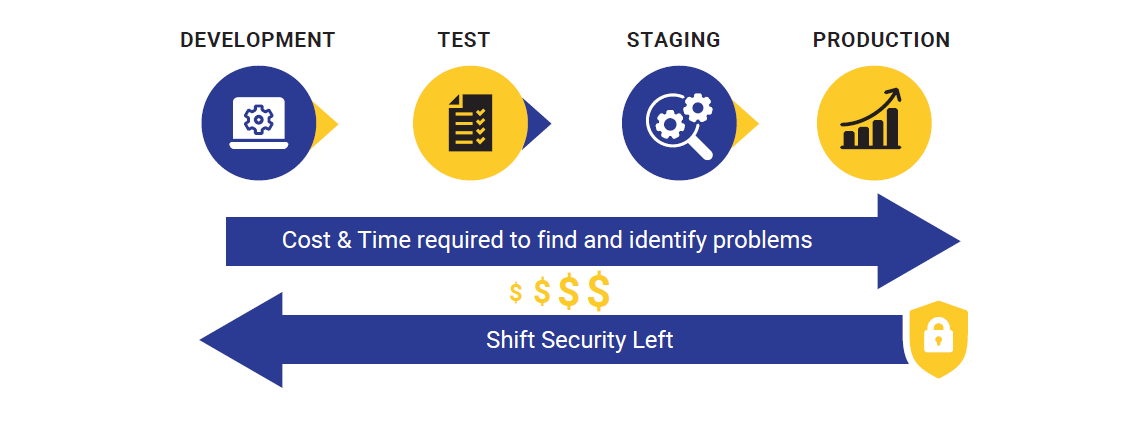 DEVELOPMENT TEST STAGING PRODUCTION
Cost & Time required to find and identify problems
$ $ $ $
Shift Security Left